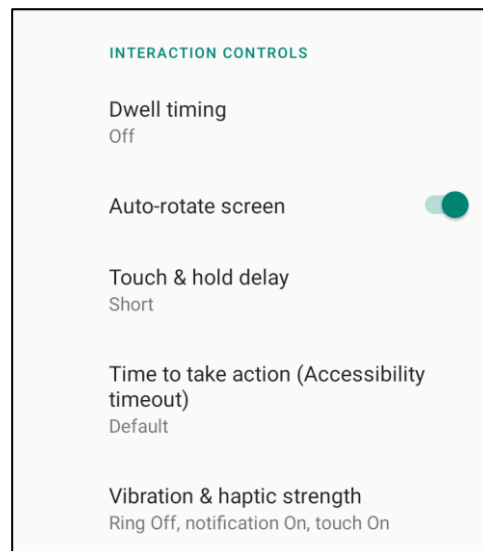 INTERACTION CONTROLS
Dwell timing
Off
Auto-rotate screen
Touch & hold delay
Short
Time to take action (Accessibility
timeout)
Default
Vibration & haptic strength
Ring Off, notification On, touch On